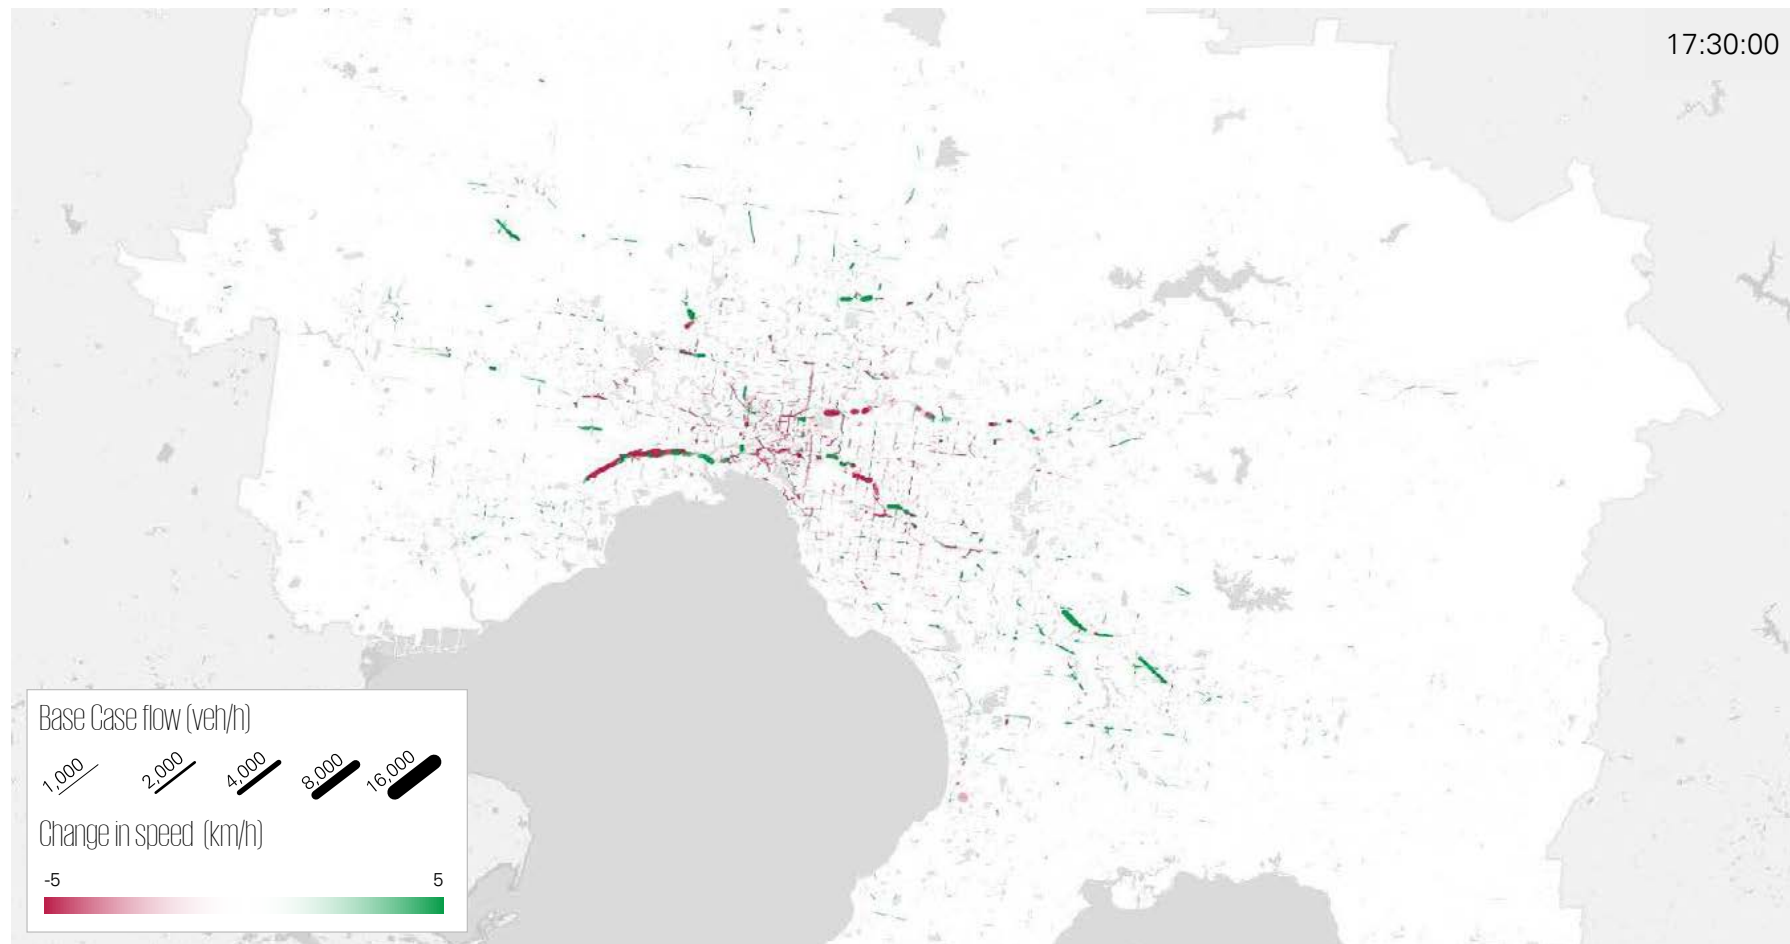 17:30:00
Base Case flow (veh/h)
1,000 2,000 4,000 8,000 16,000
Change in speed (km/h)
-5 5